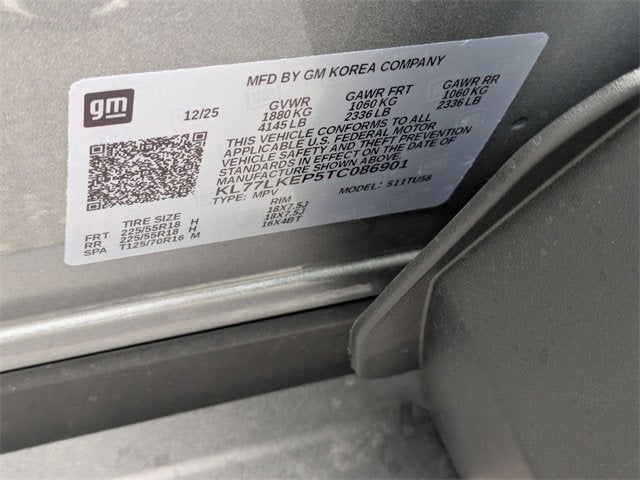 MFD BY GM KOREA COMPANY
gm
12/25 GVWR GAWR FRT GAWR RR
1880 KG 1060 KG 1060 KG
4145 LB 2336 LB 2336 LB
THIS VEHICLE CONFORMS TO ALL
APPLICABLE U.S. FEDERAL MOTOR
VEHICLE SAFETY AND THEFT PREVENTION
STANDARDS IN EFFECT ON THE DATE OF
MANUFACTURE SHOWN ABOVE.
KL77LKEP5TC086901
TYPE: MPV MODEL: 511TU58
TIRE SIZE RIM
FRT 225/55R18 H 18X7.5J
RR 225/55R18 H 18X7.5J
SPA T125/70R16 M 16X4BT